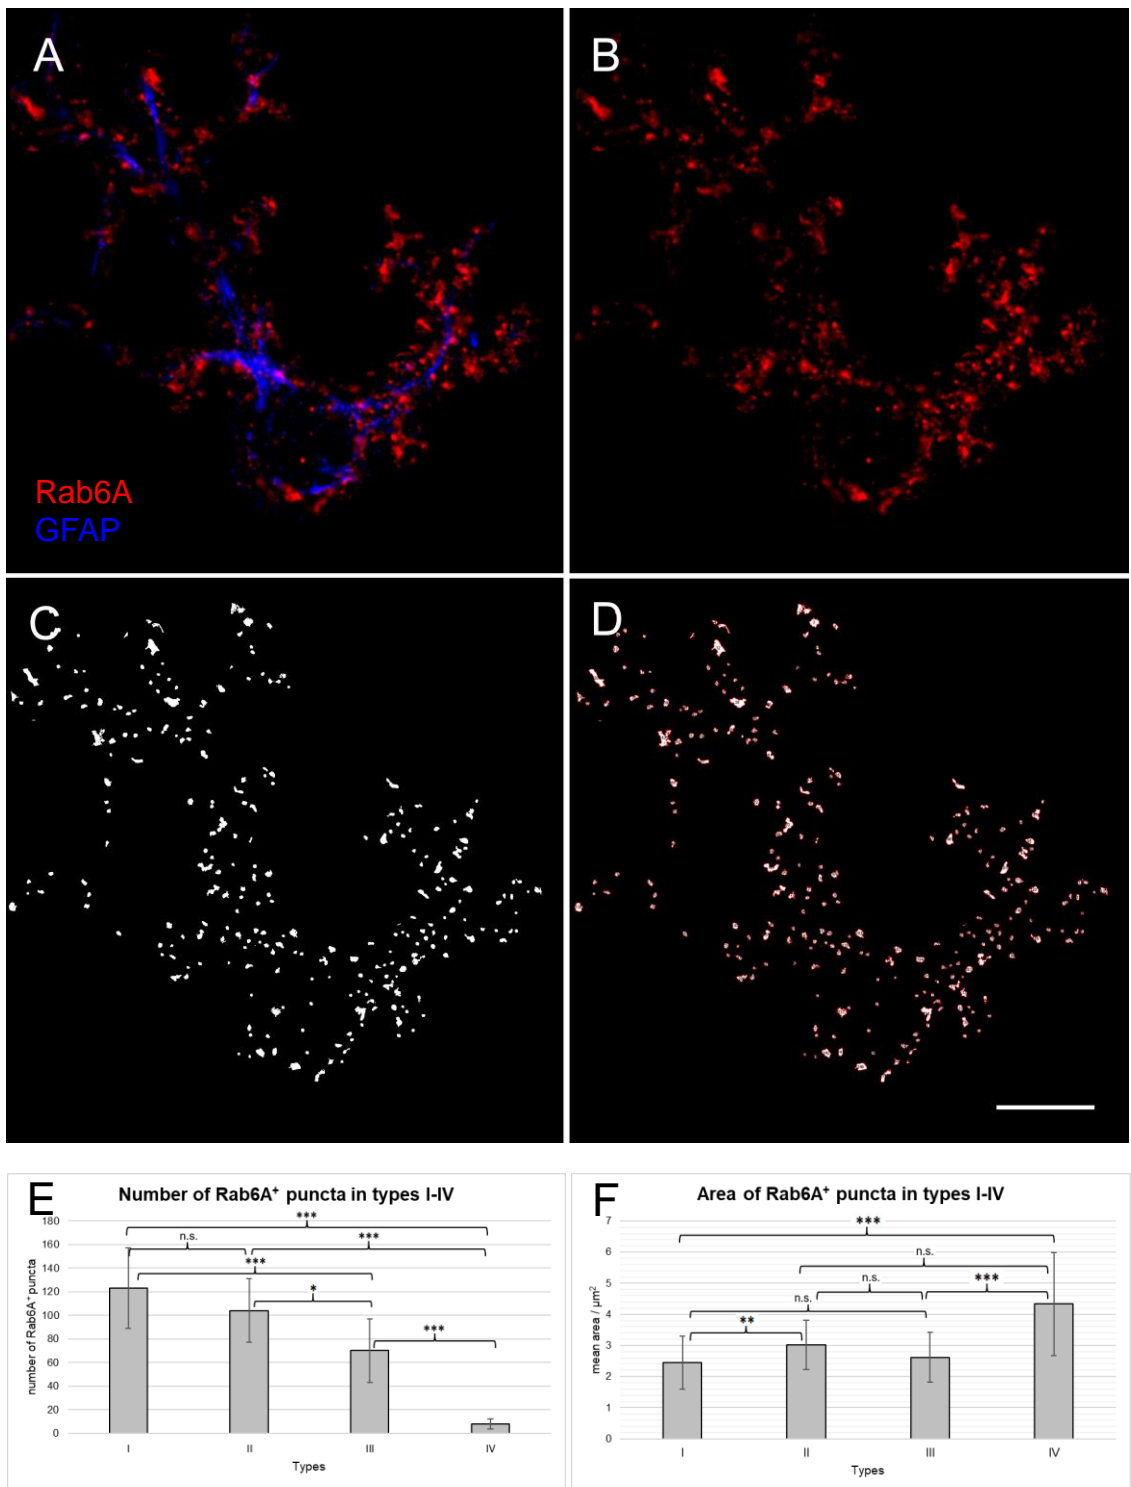 A
B
Rab6A
GFAP
C
D
E
Number of Rab6A⁺ puncta in types I-IV
number of Rab6A⁺ puncta
180
160
140
120
100
80
60
40
20
0
***
n.s.
***
***
*
***
I
II
III
IV
Types
F
Area of Rab6A⁺ puncta in types I-IV
mean area / µm²
7
6
5
4
3
2
1
0
***
n.s.
n.s.
***
n.s.
**
I
II
III
IV
Types